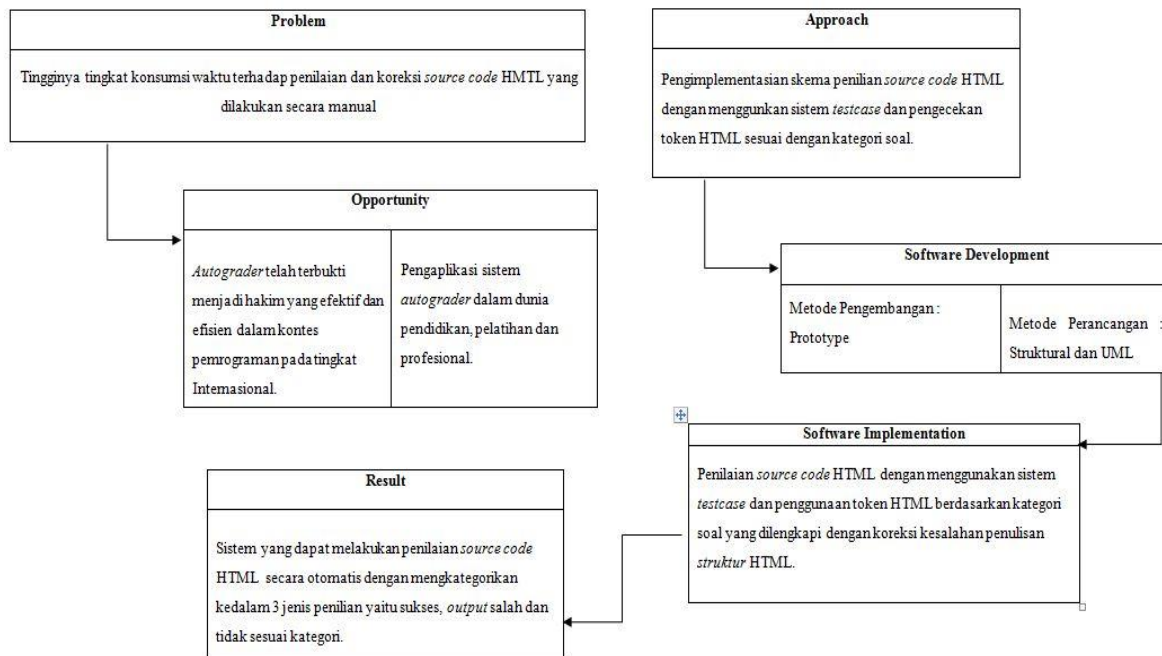 Problem
Tingginya tingkat konsumsi waktu terhadap penilaian dan koreksi source code HMTL yang
dilakukan secara manual
Opportunity
Autograder telah terbukti
menjadi hakim yang efektif dan
efisien dalam kontes
pemrograman pada tingkat
Internasional.
Pengaplikasi sistem
autograder dalam dunia
pendidikan, pelatihan dan
profesional.
Approach
Pengimplementasian skema penilian source code HTML
dengan menggunkan sistem testcase dan pengecekan
token HTML sesuai dengan kategori soal.
Software Development
Metode Pengembangan :
Prototype
Metode Perancangan :
Struktural dan UML
Software Implementation
Penilaian source code HTML dengan menggunakan sistem
testcase dan penggunaan token HTML berdasarkan kategori
soal yang dilengkapi dengan koreksi kesalahan penulisan
struktur HTML.
Result
Sistem yang dapat melakukan penilaian source code
HTML secara otomatis dengan mengkategorikan
kedalam 3 jenis penilian yaitu sukses, output salah dan
tidak sesuai kategori.